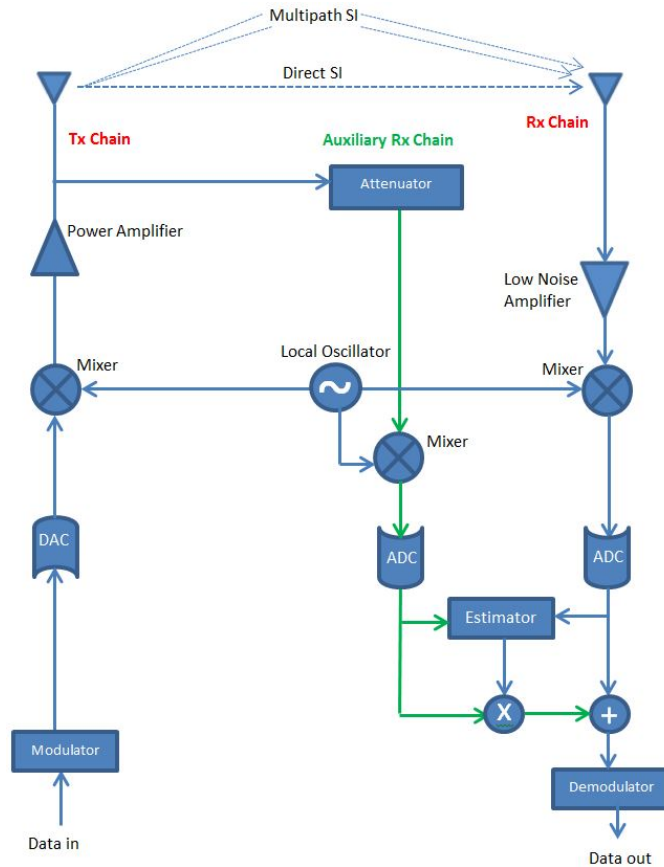 Multipath SI
Direct SI
Tx Chain
Auxiliary Rx Chain
Rx Chain
Attenuator
Power Amplifier
Low Noise
Amplifier
Local Oscillator
Mixer
Mixer
Mixer
DAC
ADC
ADC
Estimator
X
+
Modulator
Demodulator
Data in
Data out